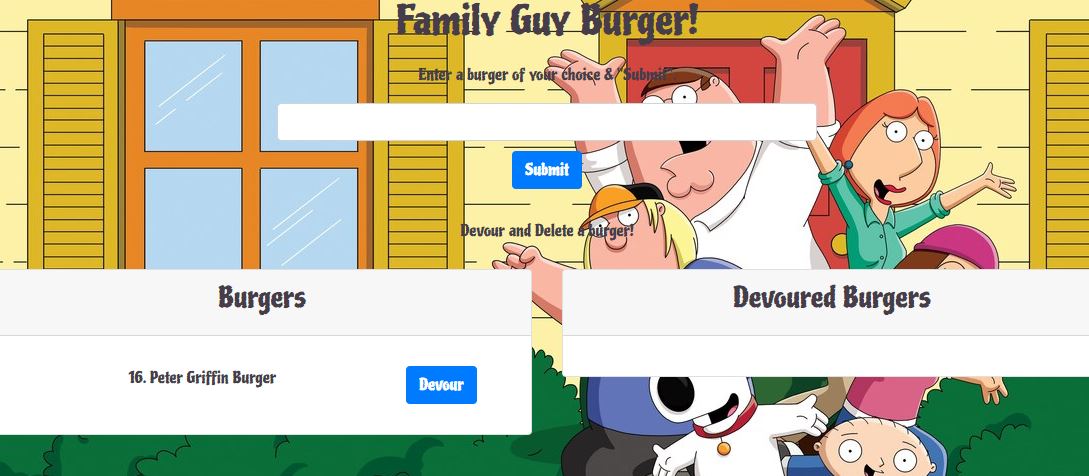 Family Guy Burger!
Enter a burger of your choice & "Submit".
Submit
Devour and Delete a burger!
Burgers
Devoured Burgers
16. Peter Griffin Burger
Devour